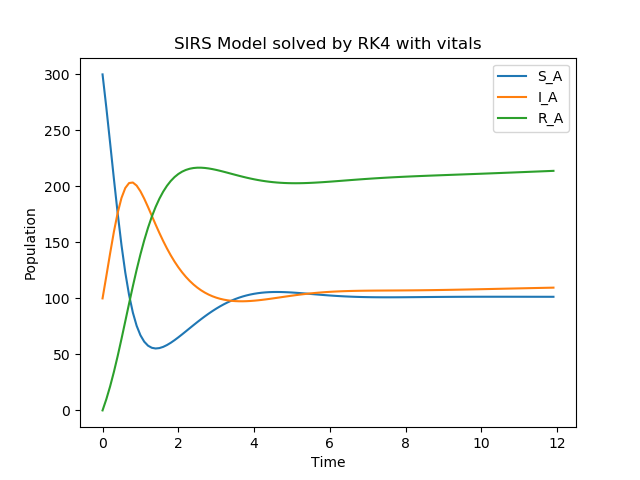 SIRS Model solved by RK4 with vitals
S_A
I_A
R_A
Population
300
250
200
150
100
50
0
0 2 4 6 8 10 12
Time